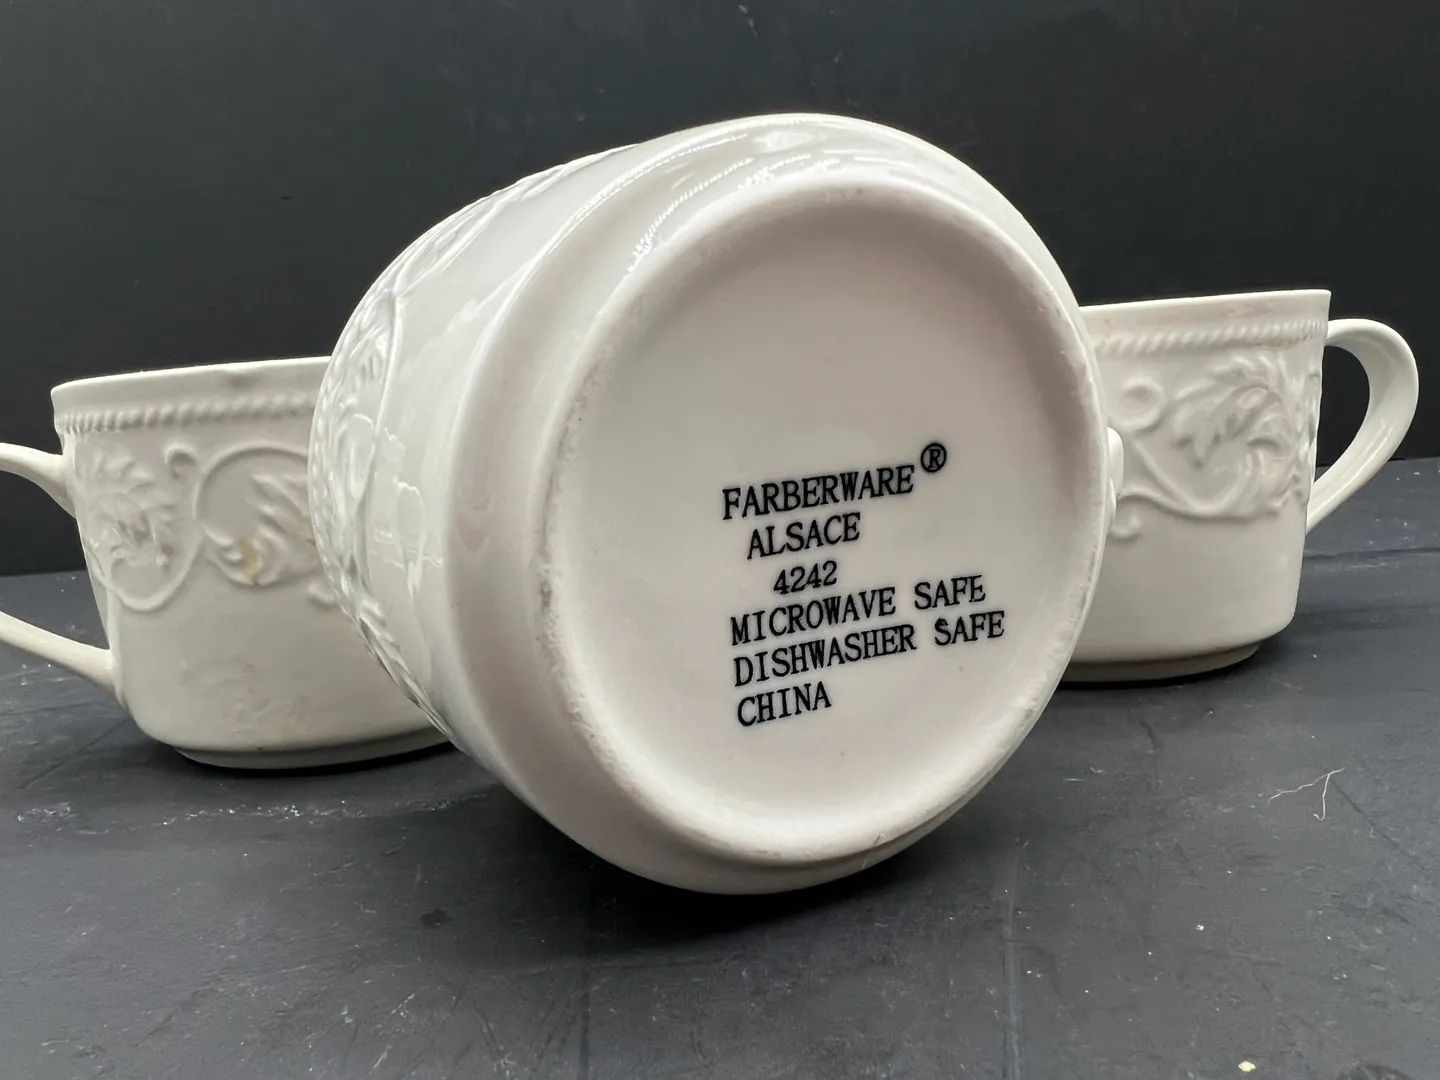 FARBERWARE®
ALSACE
4242
MICROWAVE SAFE
DISHWASHER SAFE
CHINA